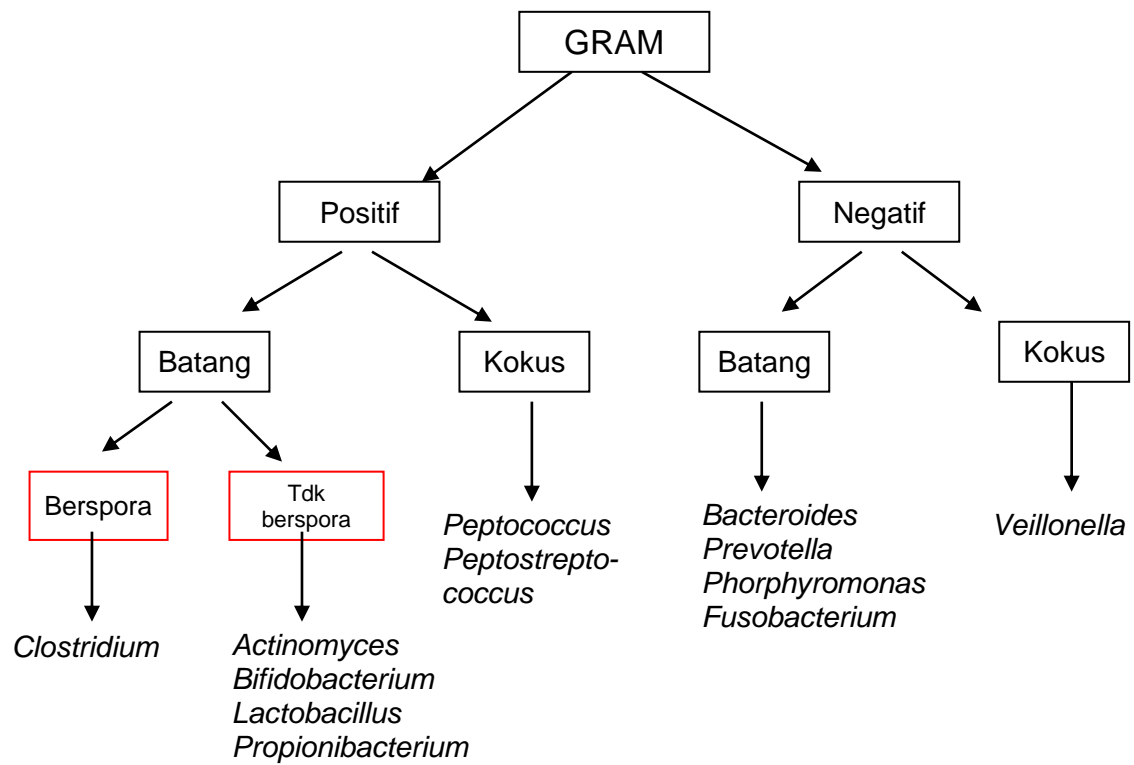 GRAM
Positif
Negatif
Batang
Kokus
Batang
Kokus
Berspora
Tdk
berspora
Peptococcus
Peptostrepto-
coccus
Bacteroides
Prevotella
Phorphyromonas
Fusobacterium
Veillonella
Clostridium
Actinomyces
Bifidobacterium
Lactobacillus
Propionibacterium